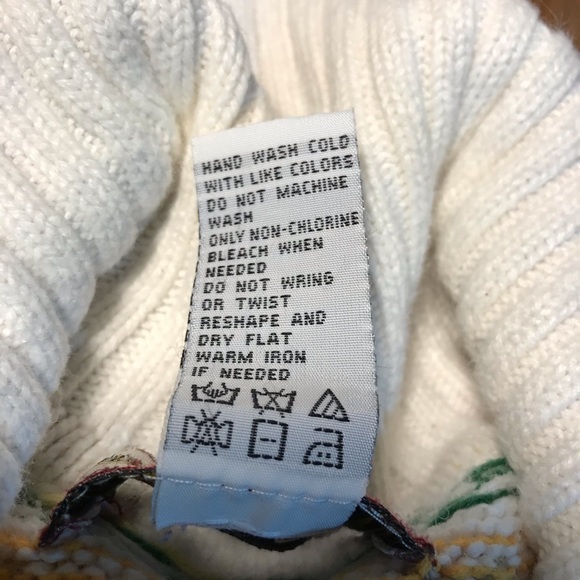 HAND WASH COLD
WITH LIKE COLORS
DO NOT MACHINE
WASH
ONLY NON-CHLORINE
BLEACH WHEN
NEEDED
DO NOT WRING
OR TWIST
RESHAPE AND
DRY FLAT
WARM IRON
IF NEEDED